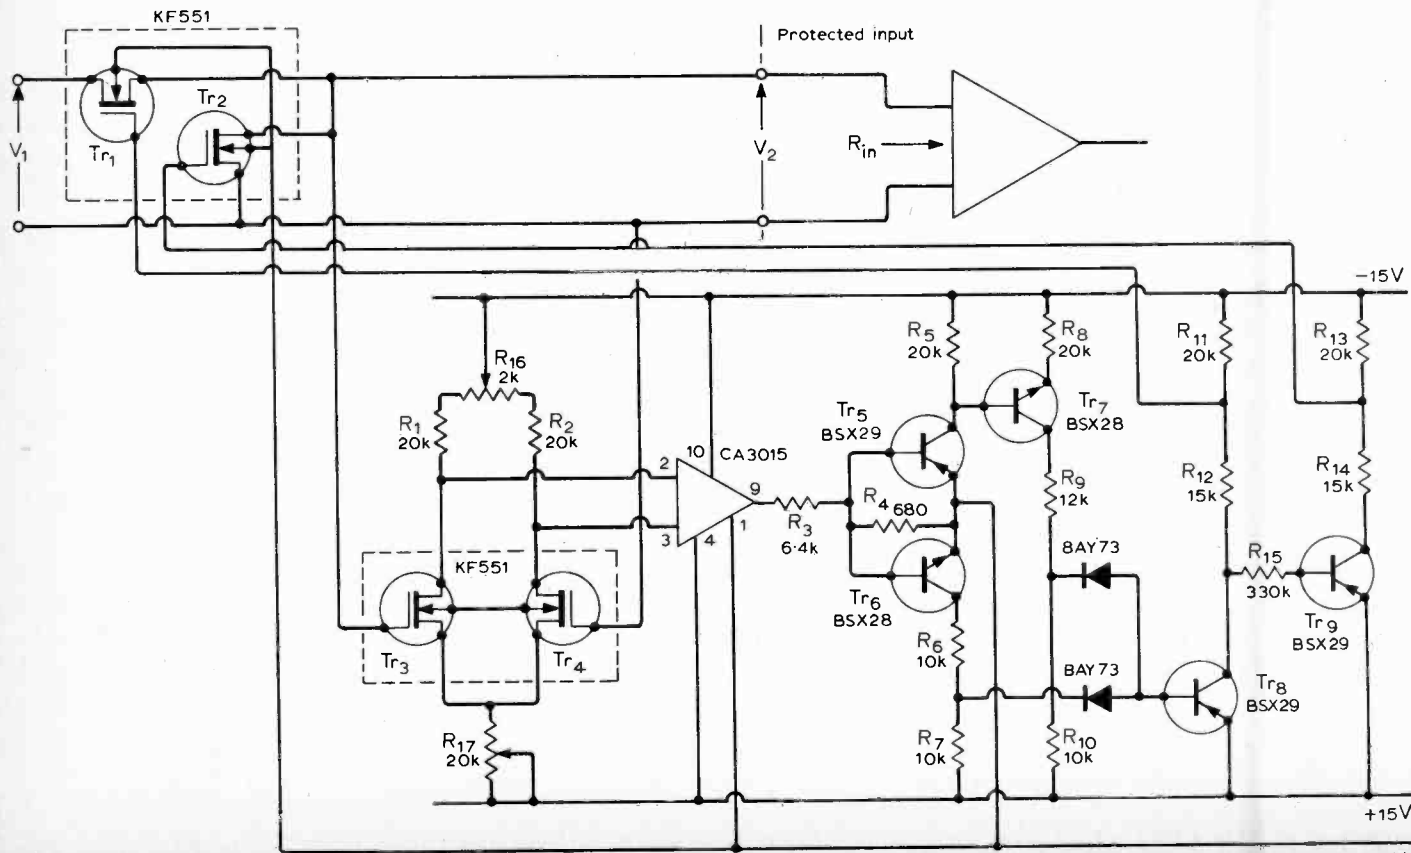 KF551
Protected input
Tr1
Tr2
V1
V2
Rin
-15V
R16
2k
R1
20k
R2
20k
R5
20k
R8
20k
R11
20k
R13
20k
Tr5
BSX29
Tr7
BSX28
10
CA3015
2
3
4
9
1
R3
6·4k
R4
680
R9
12k
R12
15k
R14
15k
KF551
Tr3
Tr4
Tr6
BSX28
BAY73
R15
330k
Tr9
BSX29
R6
10k
BAY73
Tr8
BSX29
R17
20k
R7
10k
R10
10k
+15V